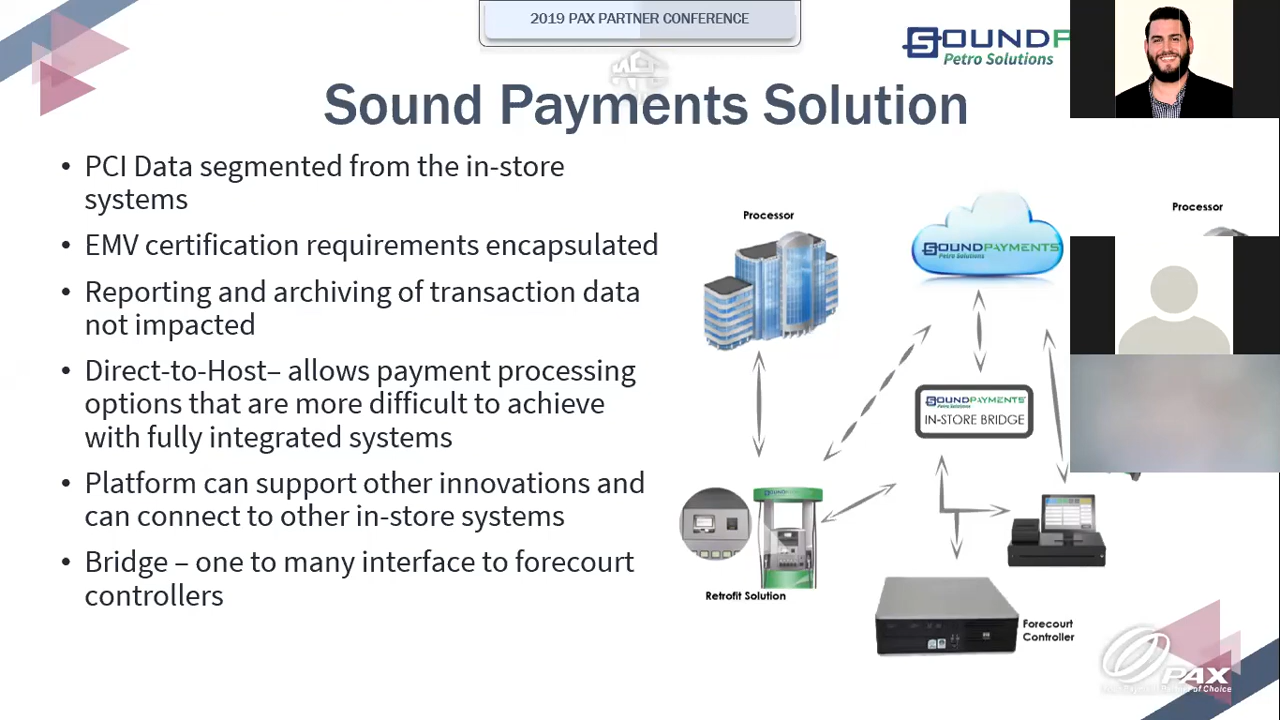 2019 PAX PARTNER CONFERENCE
SOUNDP
Petro Solutions
Sound Payments Solution
• PCI Data segmented from the in-store
systems
• EMV certification requirements encapsulated
• Reporting and archiving of transaction data
not impacted
• Direct-to-Host– allows payment processing
options that are more difficult to achieve
with fully integrated systems
• Platform can support other innovations and
can connect to other in-store systems
• Bridge – one to many interface to forecourt
controllers
Processor
Processor
SOUNDPAYMENTS
Petro Solutions
SOUNDPAYMENTS
Petro Solutions
IN-STORE BRIDGE
SOUNDPAYMENTS
Retrofit Solution
Forecourt
Controller
PAX
of Choice